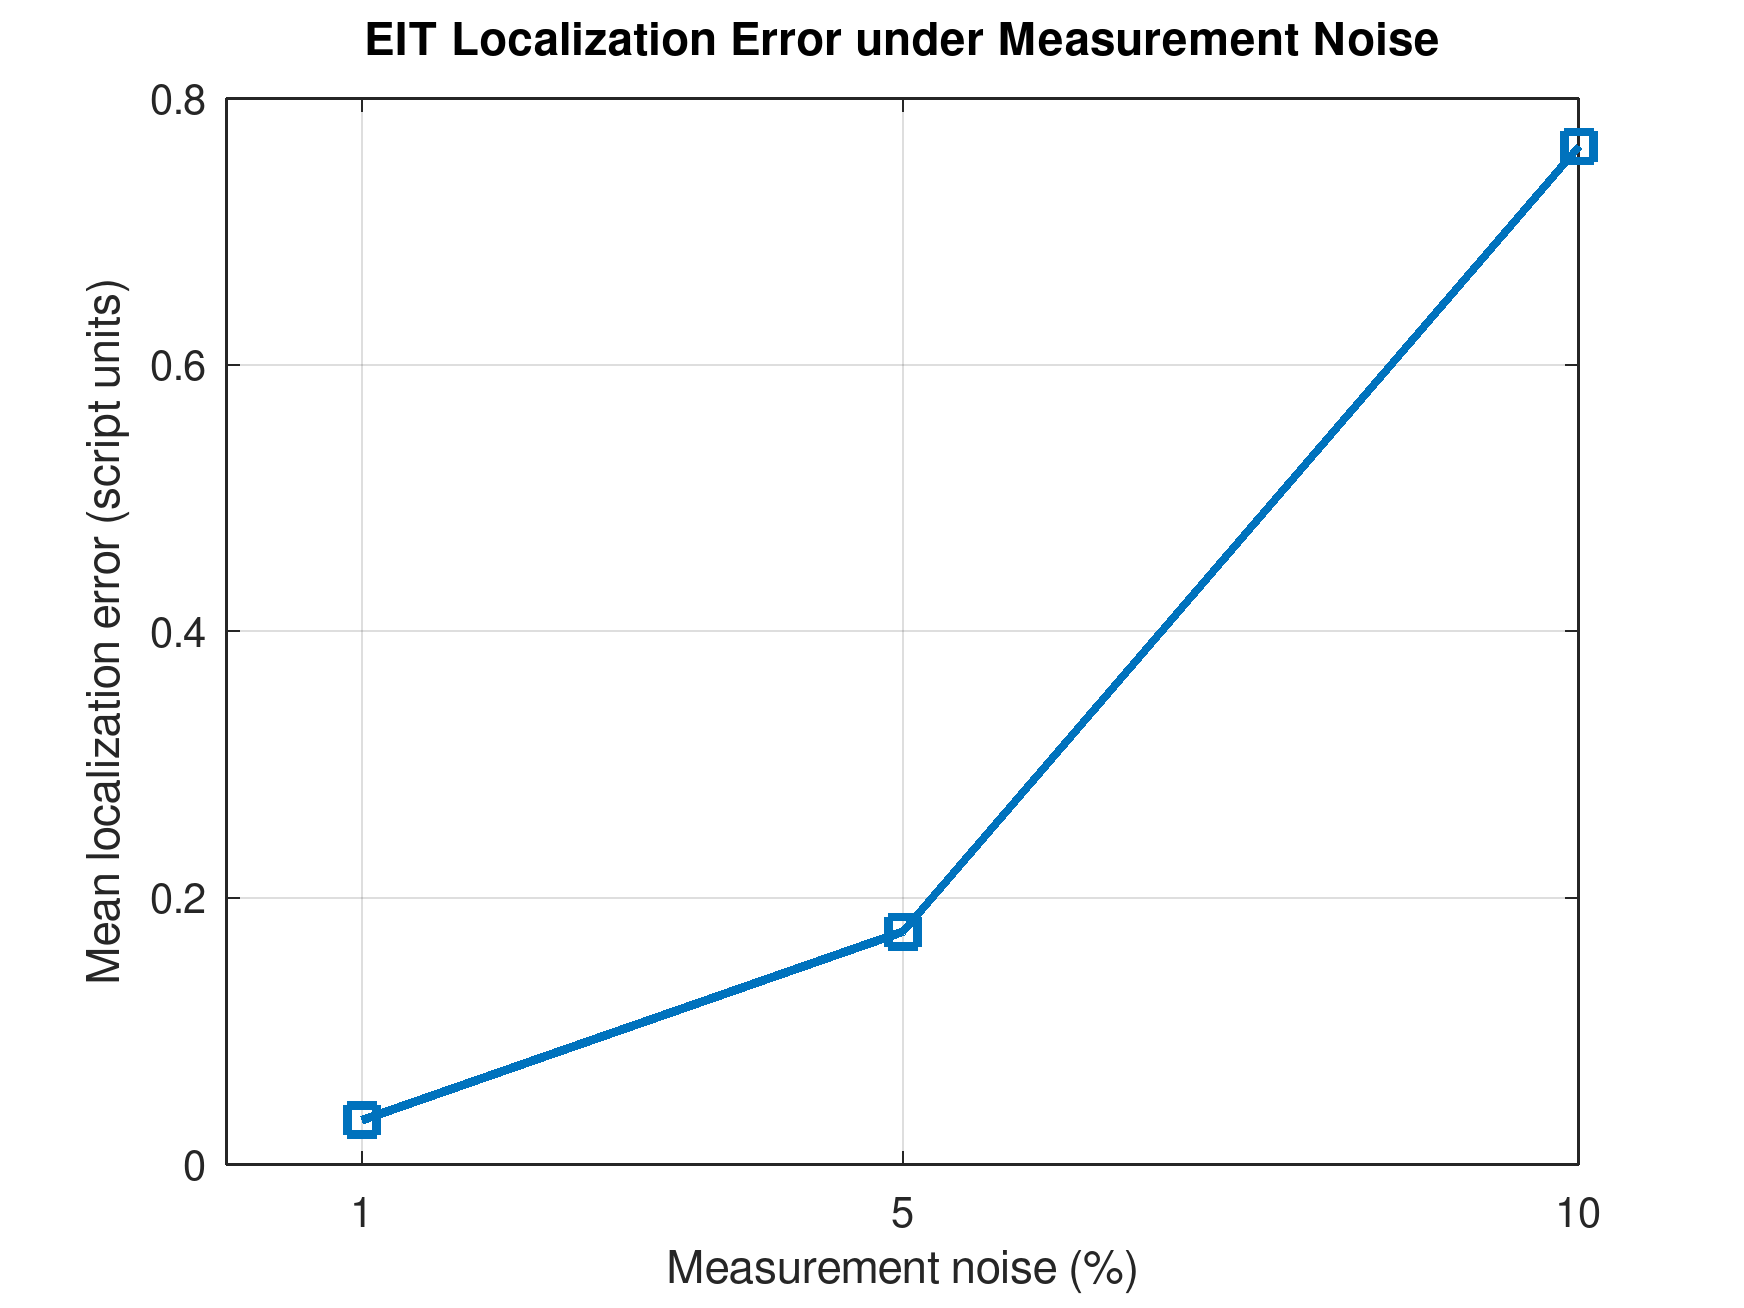 EIT Localization Error under Measurement Noise
Mean localization error (script units)
0.8
0.6
0.4
0.2
0
1 5 10
Measurement noise (%)